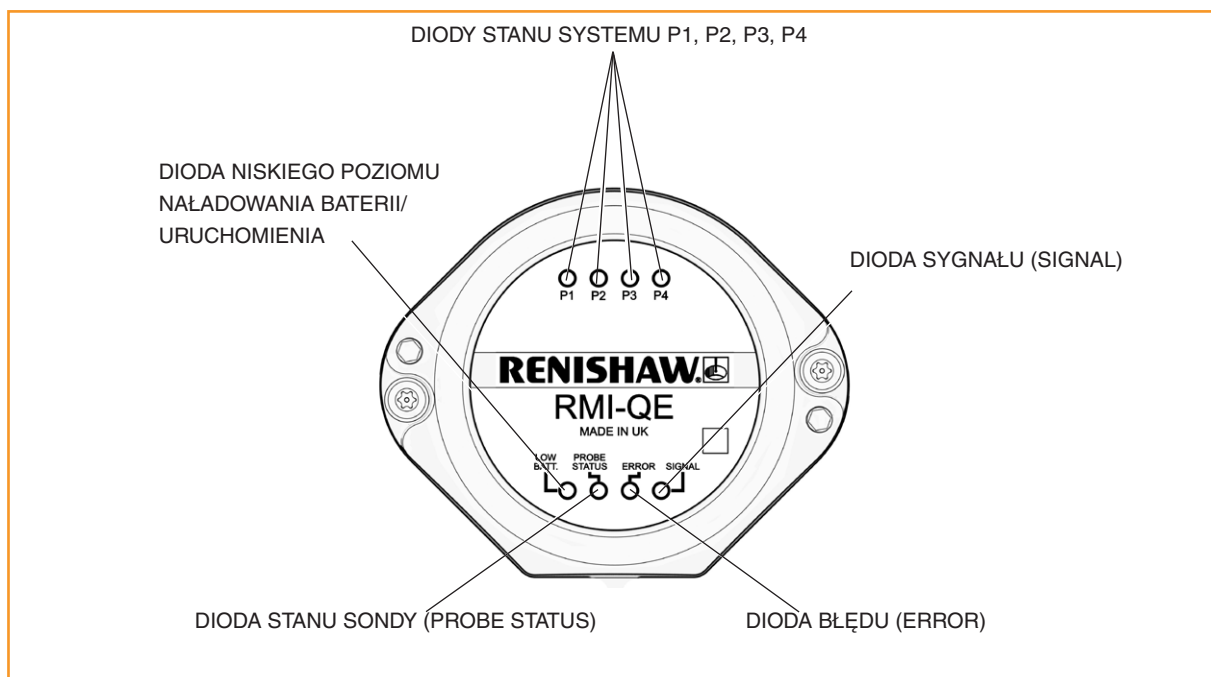 DIODY STANU SYSTEMU P1, P2, P3, P4
DIODA NISKIEGO POZIOMU
NAŁADOWANIA BATERII/
URUCHOMIENIA
DIODA SYGNAŁU (SIGNAL)
P1 P2 P3 P4
RENISHAW.
RMI-QE
MADE IN UK
LOW BATT.
PROBE STATUS
ERROR
SIGNAL
DIODA STANU SONDY (PROBE STATUS)
DIODA BŁĘDU (ERROR)